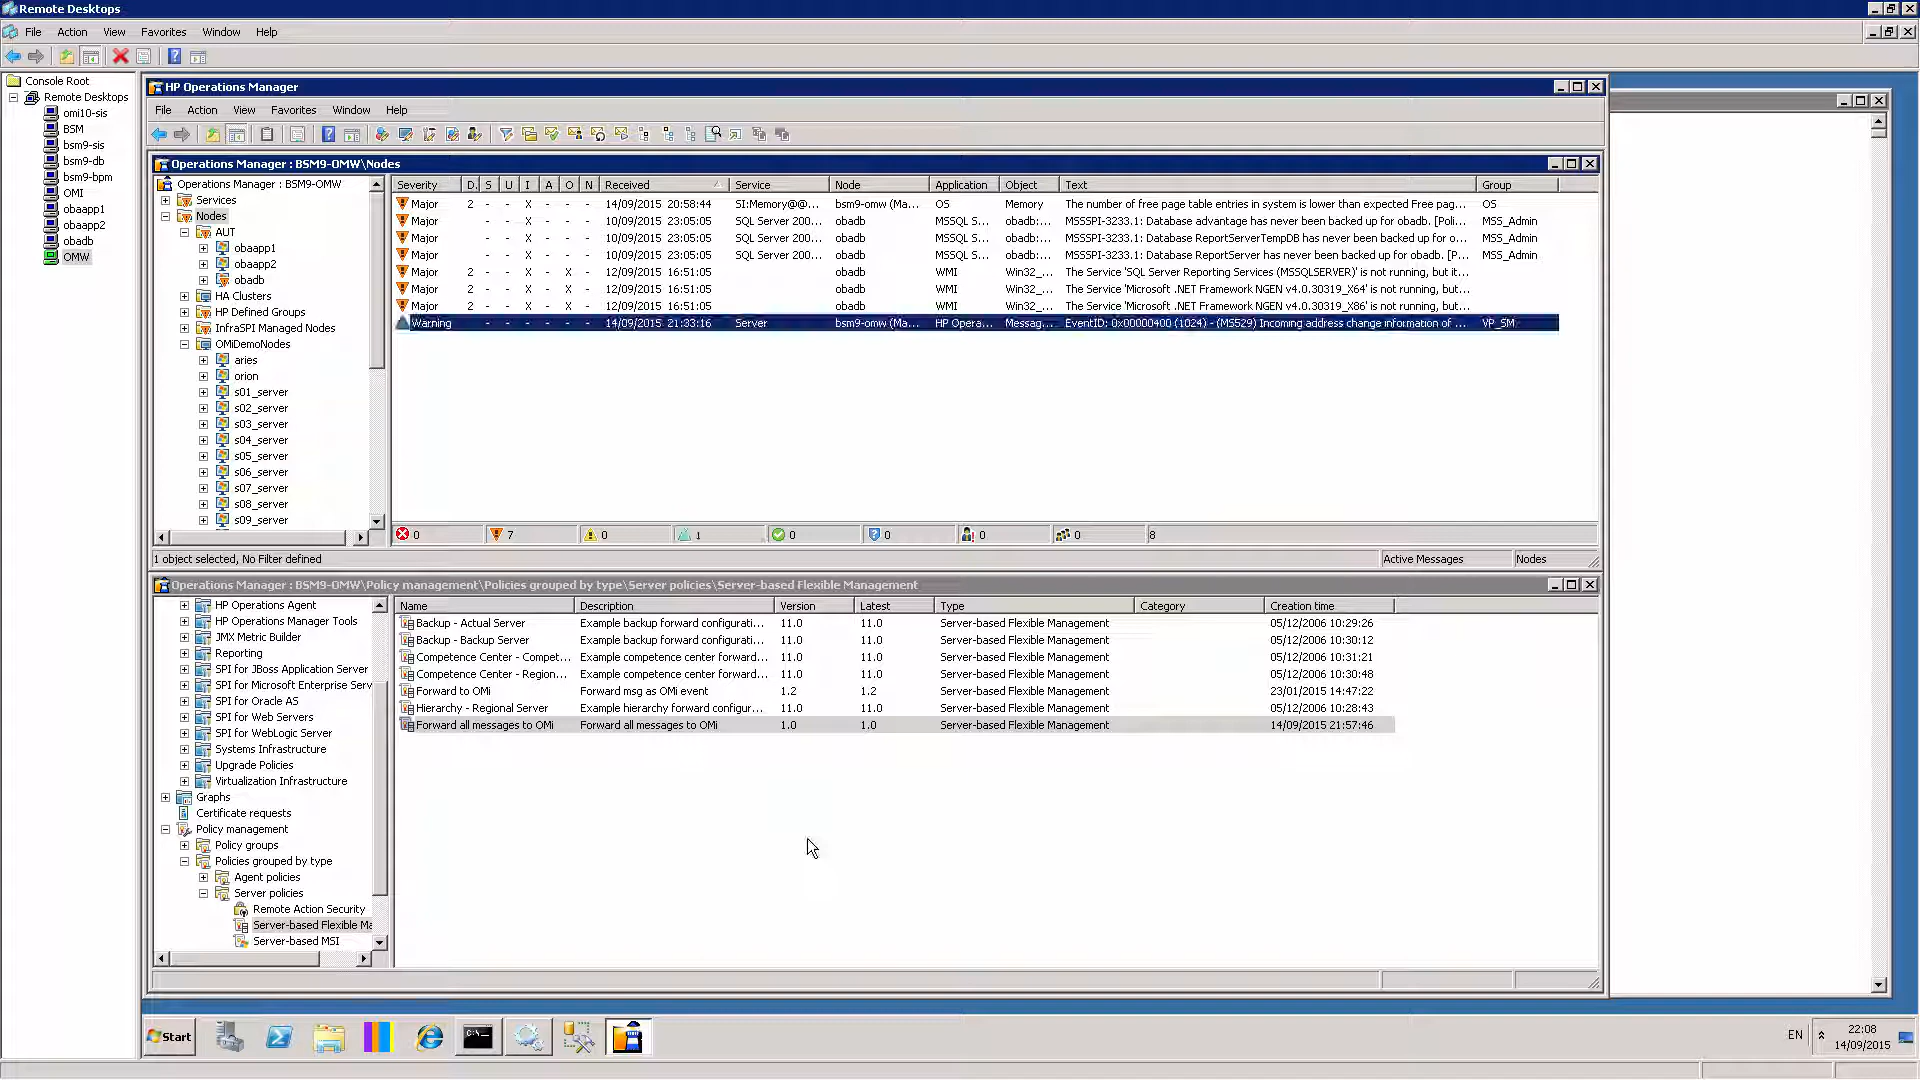 Remote Desktops
File Action View Favorites Window Help
Console Root
Remote Desktops
omi10-sis
BSM
bsm9-sis
bsm9-db
bsm9-bpm
OMI
obaapp1
obaapp2
obadb
OMW
HP Operations Manager
File Action View Favorites Window Help
Operations Manager : BSM9-OMW\Nodes
Operations Manager : BSM9-OMW
Services
Nodes
AUT
obaapp1
obaapp2
obadb
HA Clusters
HP Defined Groups
InfraSPI Managed Nodes
OMiDemoNodes
aries
orion
s01_server
s02_server
s03_server
s04_server
s05_server
s06_server
s07_server
s08_server
s09_server
Severity D. S U I A O N Received Service Node Application Object Text Group
Major 2 - - X - - - 14/09/2015 20:58:44 SI:Memory@@... bsm9-omw (Ma... OS Memory The number of free page table entries in system is lower than expected Free pag... OS
Major - - - X - - - 10/09/2015 23:05:05 SQL Server 200... obadb MSSQL S... obadb:... MSSSPI-3233.1: Database advantage has never been backed up for obadb. [Poli... MSS_Admin
Major - - - X - - - 10/09/2015 23:05:05 SQL Server 200... obadb MSSQL S... obadb:... MSSSPI-3233.1: Database ReportServerTempDB has never been backed up for o... MSS_Admin
Major - - - X - - - 10/09/2015 23:05:05 SQL Server 200... obadb MSSQL S... obadb:... MSSSPI-3233.1: Database ReportServer has never been backed up for obadb. [P... MSS_Admin
Major 2 - - X - X - 12/09/2015 16:51:05 obadb WMI Win32_... The Service 'SQL Server Reporting Services (MSSQLSERVER)' is not running, but it...
Major 2 - - X - X - 12/09/2015 16:51:05 obadb WMI Win32_... The Service 'Microsoft .NET Framework NGEN v4.0.30319_X64' is not running, but...
Major 2 - - X - X - 12/09/2015 16:51:05 obadb WMI Win32_... The Service 'Microsoft .NET Framework NGEN v4.0.30319_X86' is not running, but...
Warning - - - - - - - 14/09/2015 21:33:16 Server bsm9-omw (Ma... HP Opera... Messag... EventID: 0x00000400 (1024) - (MS529) Incoming address change information of ... VP_SM
0 7 0 1 0 0 0 0 8
1 object selected, No Filter defined Active Messages Nodes
Operations Manager : BSM9-OMW\Policy management\Policies grouped by type\Server policies\Server-based Flexible Management
HP Operations Agent
HP Operations Manager Tools
JMX Metric Builder
Reporting
SPI for JBoss Application Server
SPI for Microsoft Enterprise Serv
SPI for Oracle AS
SPI for Web Servers
SPI for WebLogic Server
Systems Infrastructure
Upgrade Policies
Virtualization Infrastructure
Graphs
Certificate requests
Policy management
Policy groups
Policies grouped by type
Agent policies
Server policies
Remote Action Security
Server-based Flexible Ma
Server-based MSI
Name Description Version Latest Type Category Creation time
Backup - Actual Server Example backup forward configurati... 11.0 11.0 Server-based Flexible Management 05/12/2006 10:29:26
Backup - Backup Server Example backup forward configurati... 11.0 11.0 Server-based Flexible Management 05/12/2006 10:30:12
Competence Center - Compet... Example competence center forward... 11.0 11.0 Server-based Flexible Management 05/12/2006 10:31:21
Competence Center - Region... Example competence center forward... 11.0 11.0 Server-based Flexible Management 05/12/2006 10:30:48
Forward to OMi Forward msg as OMi event 1.2 1.2 Server-based Flexible Management 23/01/2015 14:47:22
Hierarchy - Regional Server Example hierarchy forward configur... 11.0 11.0 Server-based Flexible Management 05/12/2006 10:28:43
Forward all messages to OMi Forward all messages to OMi 1.0 1.0 Server-based Flexible Management 14/09/2015 21:57:46
Start
C:\.
EN
22:08
14/09/2015